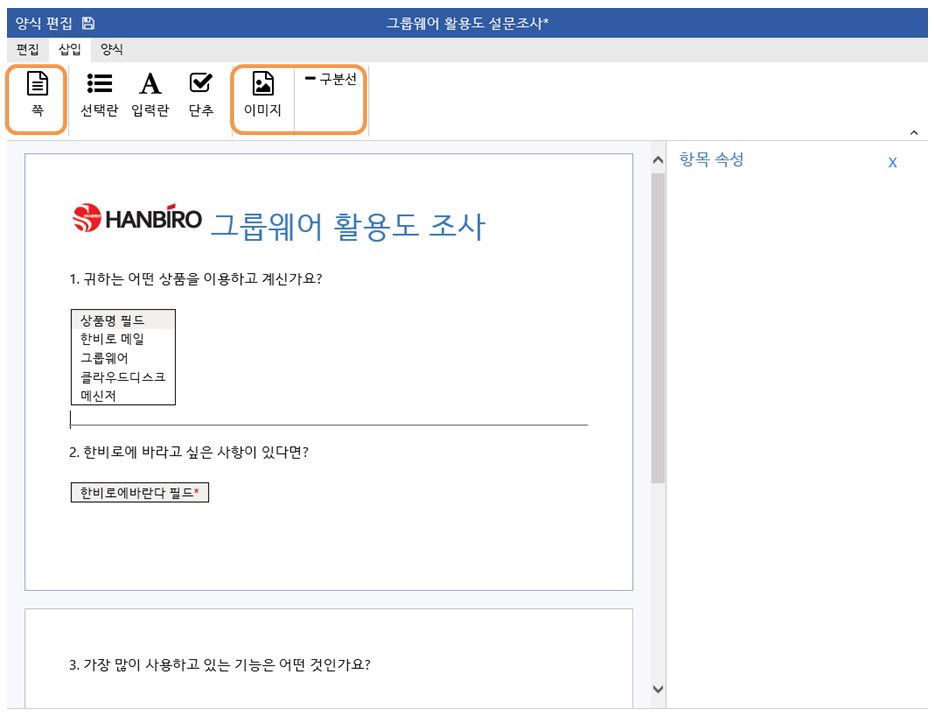 양식 편집 그룹웨어 활용도 설문조사*
편집 삽입 양식
쪽 선택란 입력란 단추 이미지 구분선
항목 속성 X
HANBIRO 그룹웨어 활용도 조사
1. 귀하는 어떤 상품을 이용하고 계신가요?
상품명 필드
한비로 메일
그룹웨어
클라우드디스크
메신저
2. 한비로에 바라고 싶은 사항이 있다면?
한비로에바란다 필드*
3. 가장 많이 사용하고 있는 기능은 어떤 것인가요?